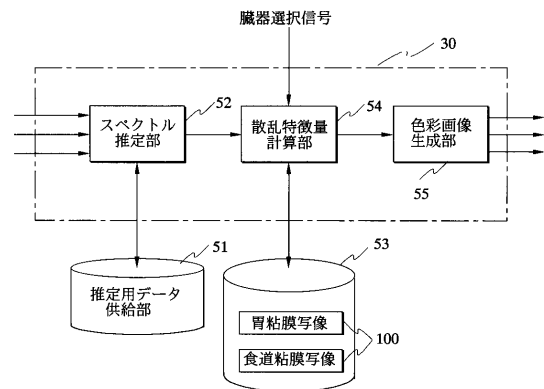 臓器選択信号
30
スペクトル
推定部
52
散乱特徴量
計算部
54
色彩画像
生成部
55
51
推定用データ
供給部
53
胃粘膜写像
食道粘膜写像
100